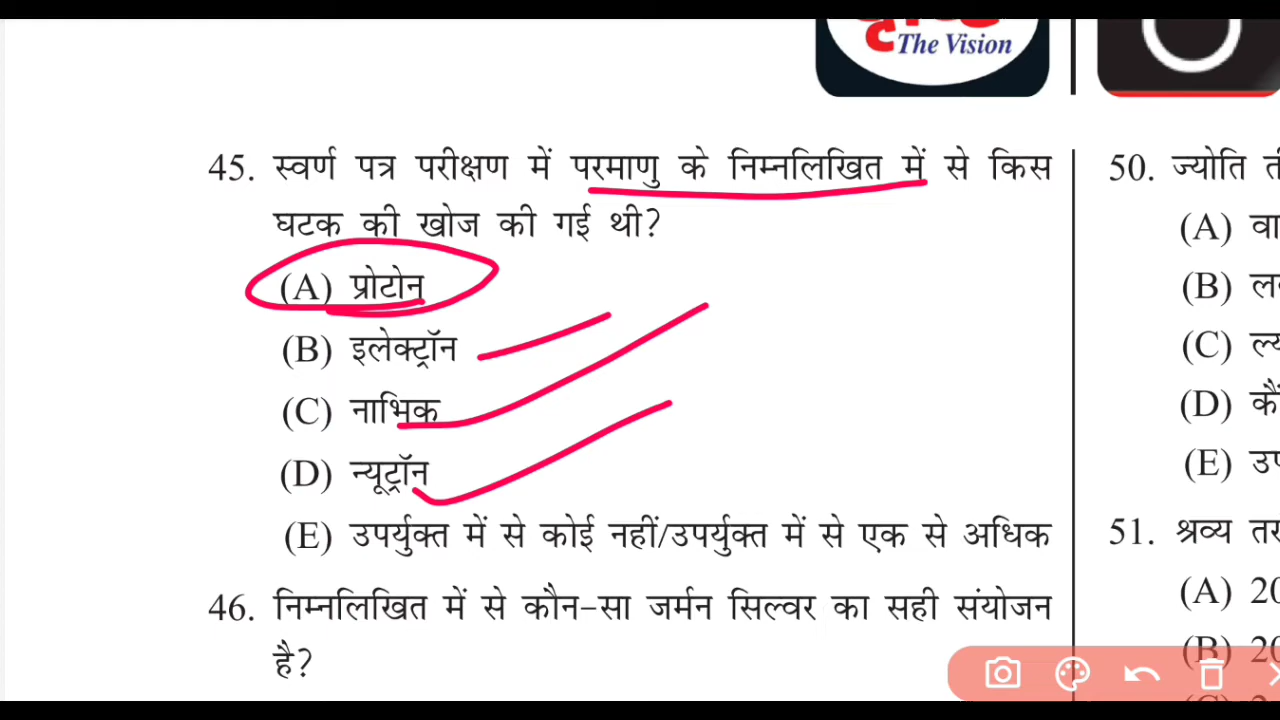 The Vision
45. स्वर्ण पत्र परीक्षण में परमाणु के निम्नलिखित में से किस
घटक की खोज की गई थी?
(A) प्रोटोन
(B) इलेक्ट्रॉन
(C) नाभिक
(D) न्यूट्रॉन
(E) उपर्युक्त में से कोई नहीं/उपर्युक्त में से एक से अधिक
46. निम्नलिखित में से कौन-सा जर्मन सिल्वर का सही संयोजन
है?
50. ज्योति
(A)
(B)
(C)
(D)
(E)
51. श्रव्य
(A) 20
(B) 20